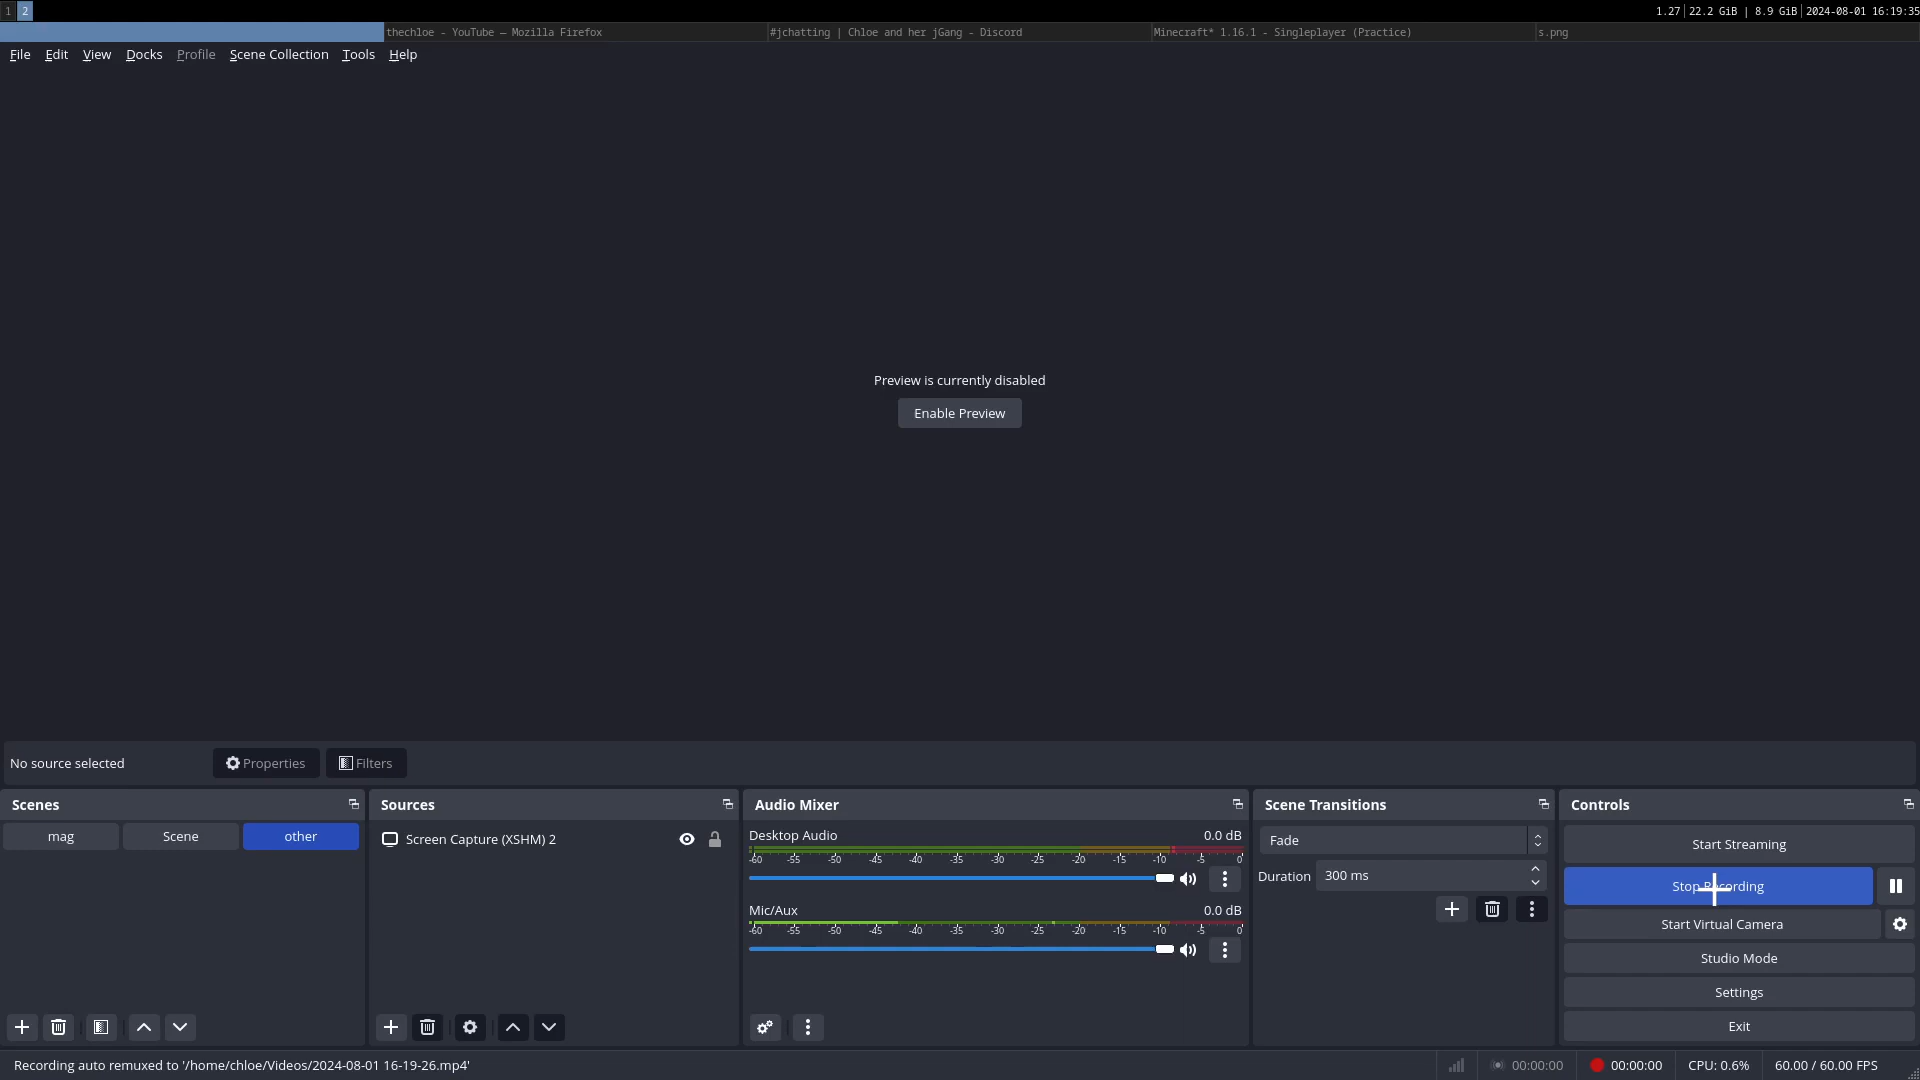 1 2 1.27 | 22.2 GiB | 8.9 GiB | 2024-08-01 16:19:35
thechloe - YouTube — Mozilla Firefox #jchatting | Chloe and her jGang - Discord Minecraft* 1.16.1 - Singleplayer (Practice) s.png
File Edit View Docks Profile Scene Collection Tools Help
Preview is currently disabled
Enable Preview
No source selected Properties Filters
Scenes
mag Scene other
Sources
Screen Capture (XSHM) 2
Audio Mixer
Desktop Audio 0.0 dB
-60 -55 -50 -45 -40 -35 -30 -25 -20 -15 -10 -5 0
Mic/Aux 0.0 dB
-60 -55 -50 -45 -40 -35 -30 -25 -20 -15 -10 -5 0
Scene Transitions
Fade
Duration 300 ms
Controls
Start Streaming
Stop Recording
Start Virtual Camera
Studio Mode
Settings
Exit
Recording auto remuxed to '/home/chloe/Videos/2024-08-01 16-19-26.mp4' 00:00:00 00:00:00 CPU: 0.6% 60.00 / 60.00 FPS